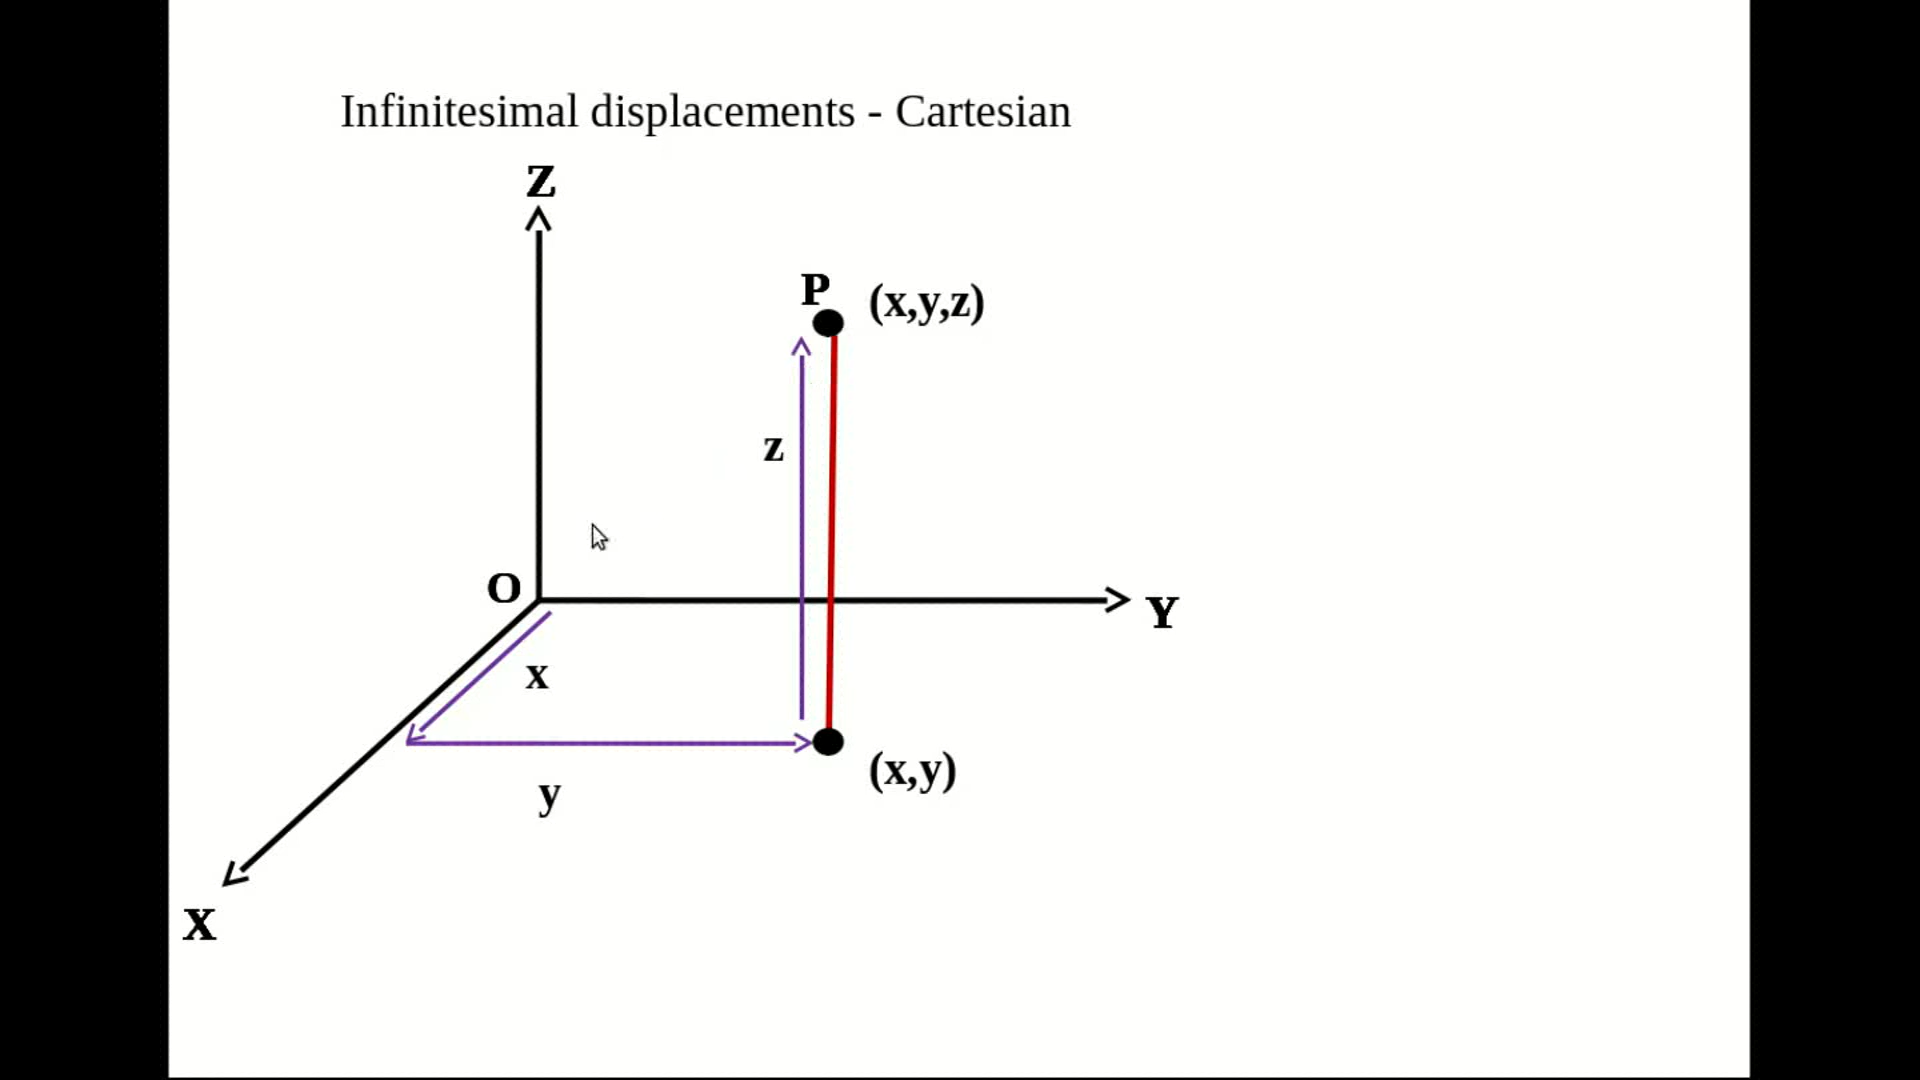 Infinitesimal displacements - Cartesian
Z
P
(x,y,z)
z
O
Y
x
(x,y)
y
X